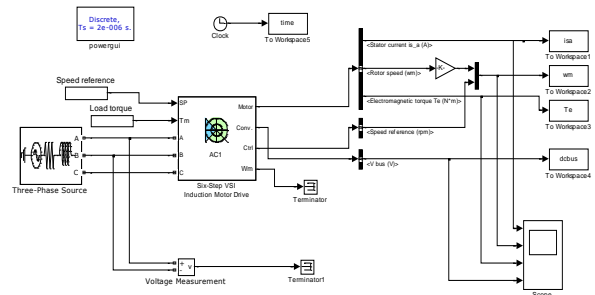 Discrete,
Ts = 2e-006 s.
powergui
Clock
time
To Workspace5
<Stator current is_a (A)>
isa
To Workspace1
Speed reference
<Rotor speed (wm)>
-K-
wm
To Workspace2
SP
Motor
<Electromagnetic torque Te (N*m)>
Te
To Workspace3
Load torque
Tm
Conv.
<Speed reference (rpm)>
A
A
B
B
AC1
Ctrl
<V bus (V)>
dcbus
To Workspace4
C
C
Wm
Three-Phase Source
Six-Step VSI
Induction Motor Drive
Terminator
+
-
v
Voltage Measurement
Terminator1
Scope